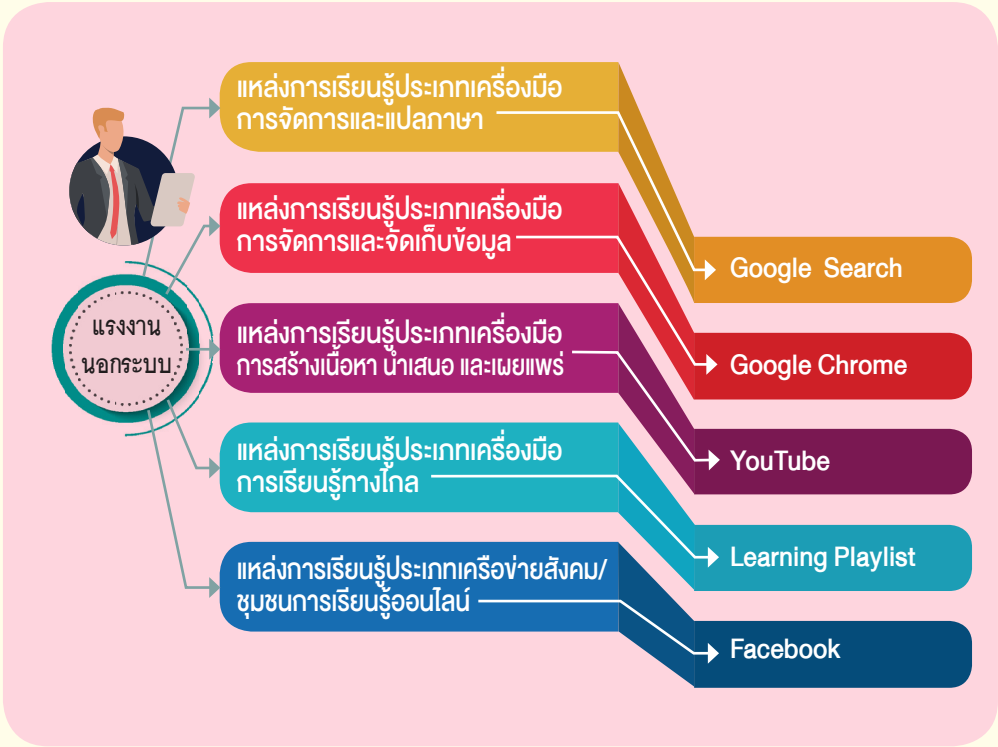 แหล่งการเรียนรู้ประเภทเครื่องมือ
การจัดการและแปลภาษา
แหล่งการเรียนรู้ประเภทเครื่องมือ
การจัดการและจัดเก็บข้อมูล
แหล่งการเรียนรู้ประเภทเครื่องมือ
การสร้างเนื้อหา นำเสนอ และเผยแพร่
แหล่งการเรียนรู้ประเภทเครื่องมือ
การเรียนรู้ทางไกล
แหล่งการเรียนรู้ประเภทเครือข่ายสังคม/
ชุมชนการเรียนรู้ออนไลน์
แรงงาน
นอกระบบ
Google Search
Google Chrome
YouTube
Learning Playlist
Facebook